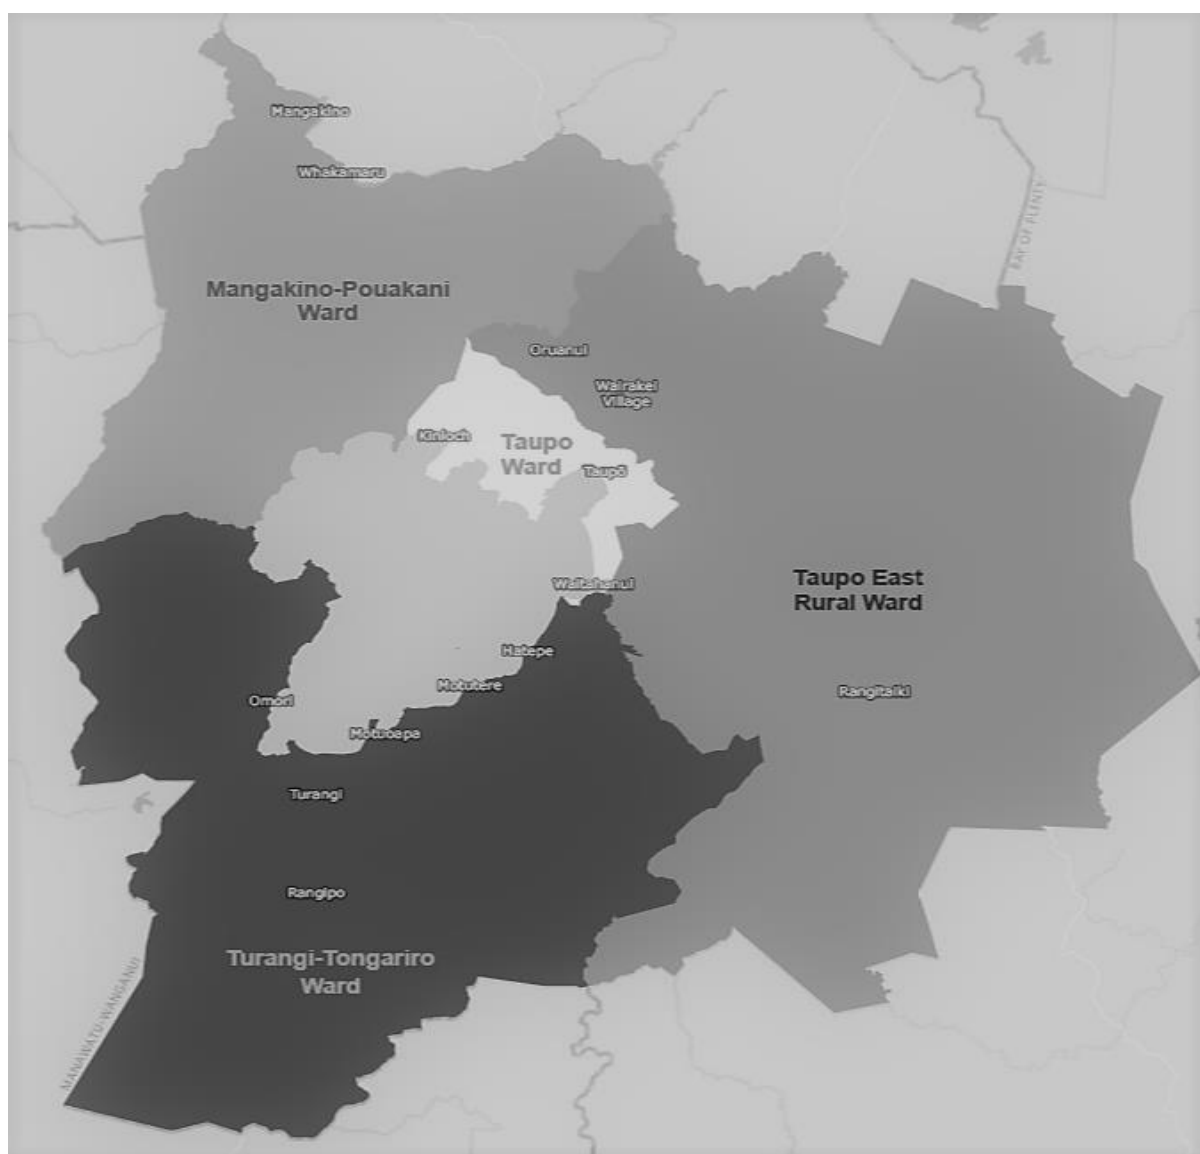 Mangakino
Whakamaru
BAY OF PLENTY
Mangakino-Pouakani
Ward
Oruanui
Wairakei
Village
Kinloch
Taupo
Ward
Taupō
Taupo East
Rural Ward
Waitahanui
Hatepe
Motutere
Rangitaiki
Omori
Motuoapa
Turangi
Rangipo
Turangi-Tongariro
Ward
MANAWATU-WANGANUI